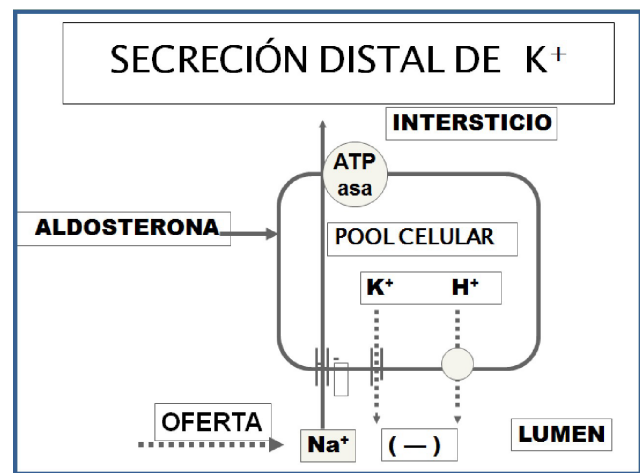 SECRECIÓN DISTAL DE K⁺
INTERSTICIO
ATP
asa
ALDOSTERONA
POOL CELULAR
K⁺ H⁺
OFERTA
Na⁺
( — )
LUMEN